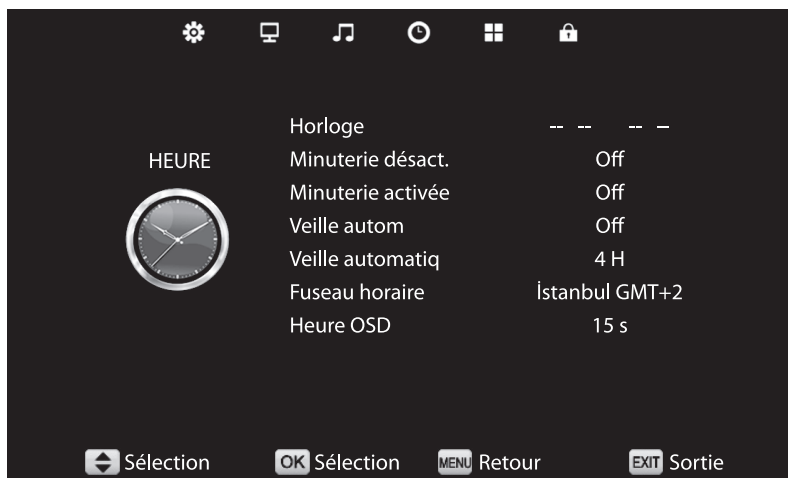 Horloge -- -- -- --
HEURE
Minuterie désact. Off
Minuterie activée Off
Veille autom Off
Veille automatiq 4 H
Fuseau horaire İstanbul GMT+2
Heure OSD 15 s
Sélection OK Sélection MENU Retour EXIT Sortie